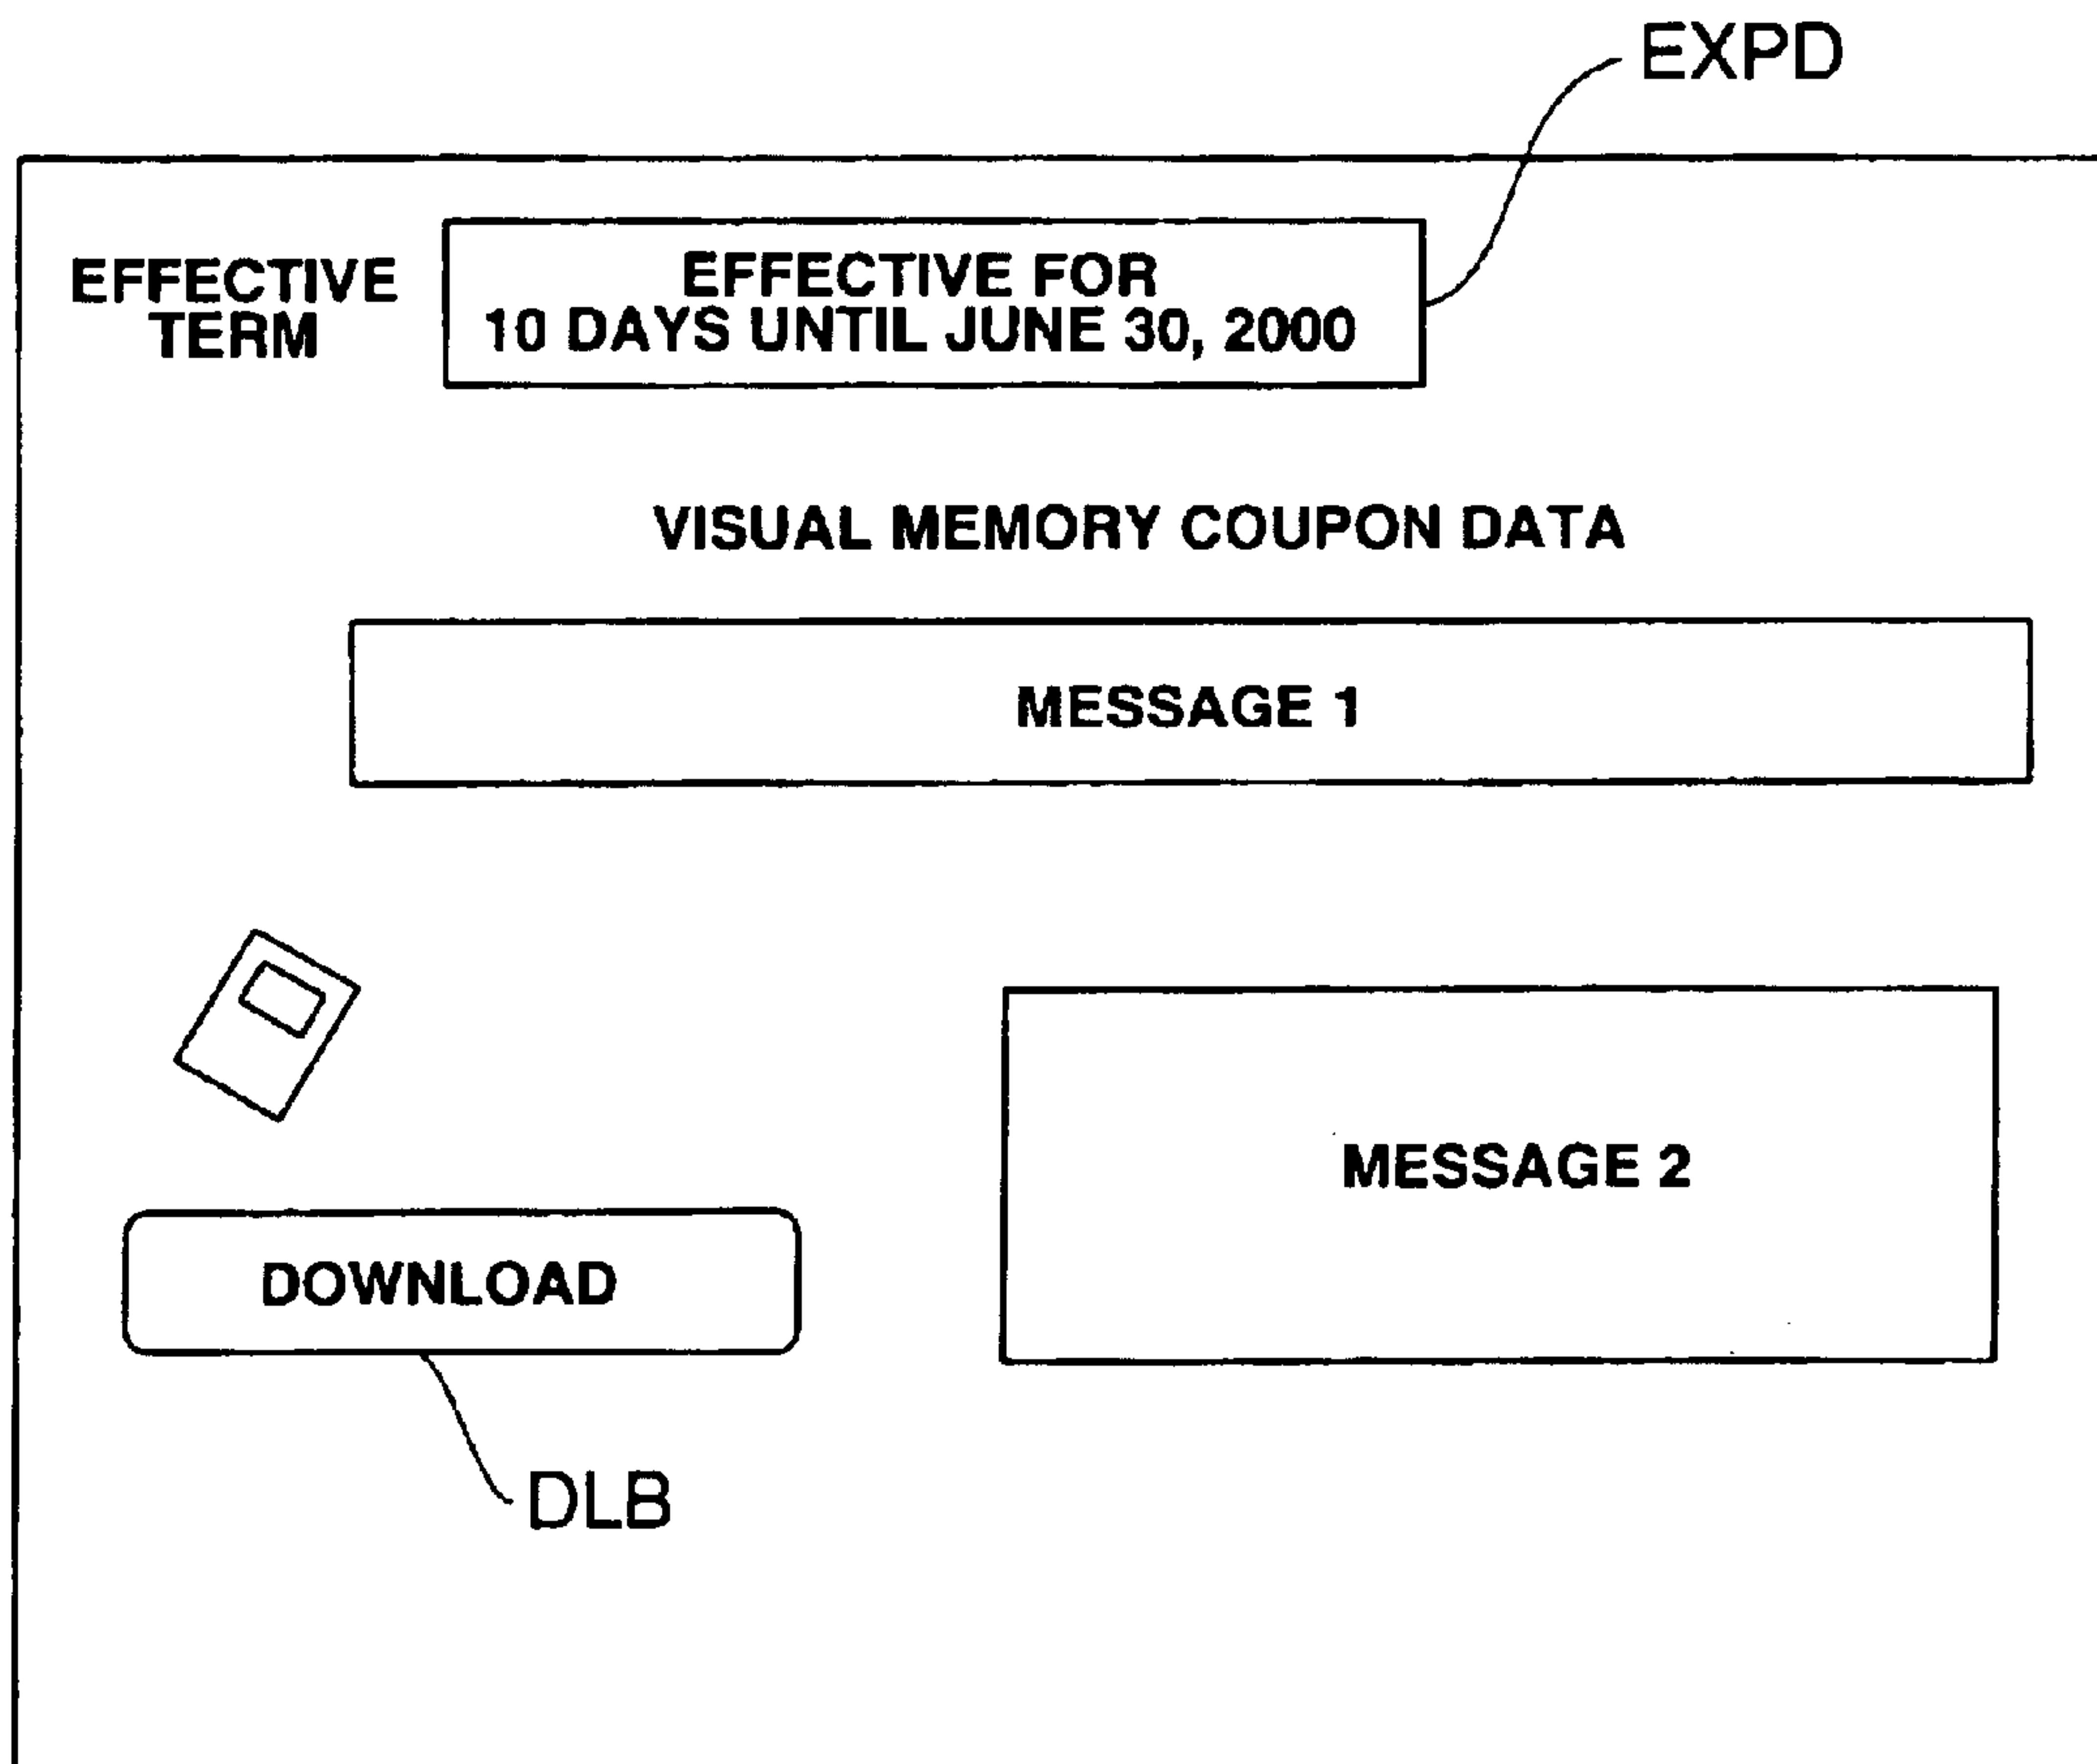 EXPD
EFFECTIVE
TERM
EFFECTIVE FOR
10 DAYS UNTIL JUNE 30, 2000
VISUAL MEMORY COUPON DATA
MESSAGE 1
MESSAGE 2
DOWNLOAD
DLB